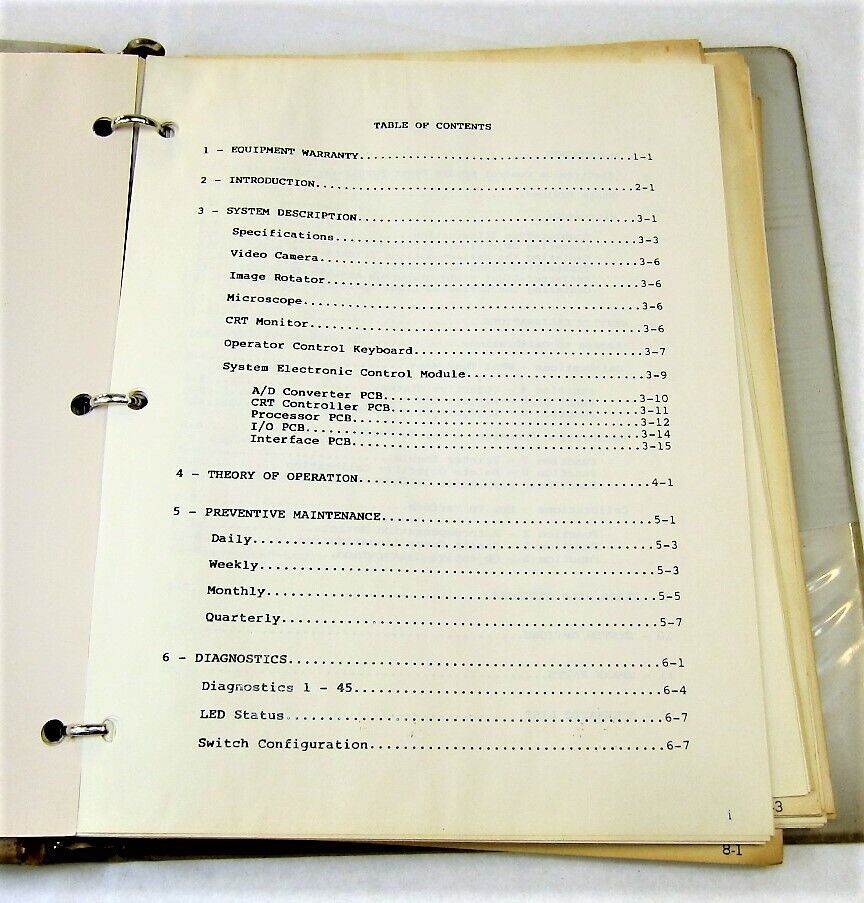 TABLE OF CONTENTS
1 - EQUIPMENT WARRANTY........................................1-1
2 - INTRODUCTION..............................................2-1
3 - SYSTEM DESCRIPTION........................................3-1
Specifications............................................3-3
Video Camera..............................................3-6
Image Rotator.............................................3-6
Microscope................................................3-6
CRT Monitor...............................................3-6
Operator Control Keyboard.................................3-7
System Electronic Control Module..........................3-9
A/D Converter PCB.....................................3-10
CRT Controller PCB....................................3-11
Processor PCB.........................................3-12
I/O PCB...............................................3-14
Interface PCB.........................................3-15
4 - THEORY OF OPERATION.......................................4-1
5 - PREVENTIVE MAINTENANCE....................................5-1
Daily.....................................................5-3
Weekly....................................................5-3
Monthly...................................................5-5
Quarterly.................................................5-7
6 - DIAGNOSTICS...............................................6-1
Diagnostics 1 - 45........................................6-4
LED Status................................................6-7
Switch Configuration......................................6-7
i
-3
8-1